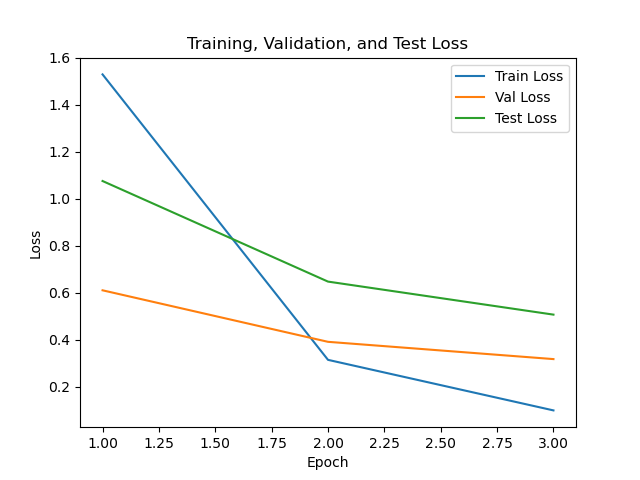 Training, Validation, and Test Loss
1.6
1.4
1.2
1.0
0.8
0.6
0.4
0.2
Loss
Train Loss
Val Loss
Test Loss
1.00 1.25 1.50 1.75 2.00 2.25 2.50 2.75 3.00
Epoch